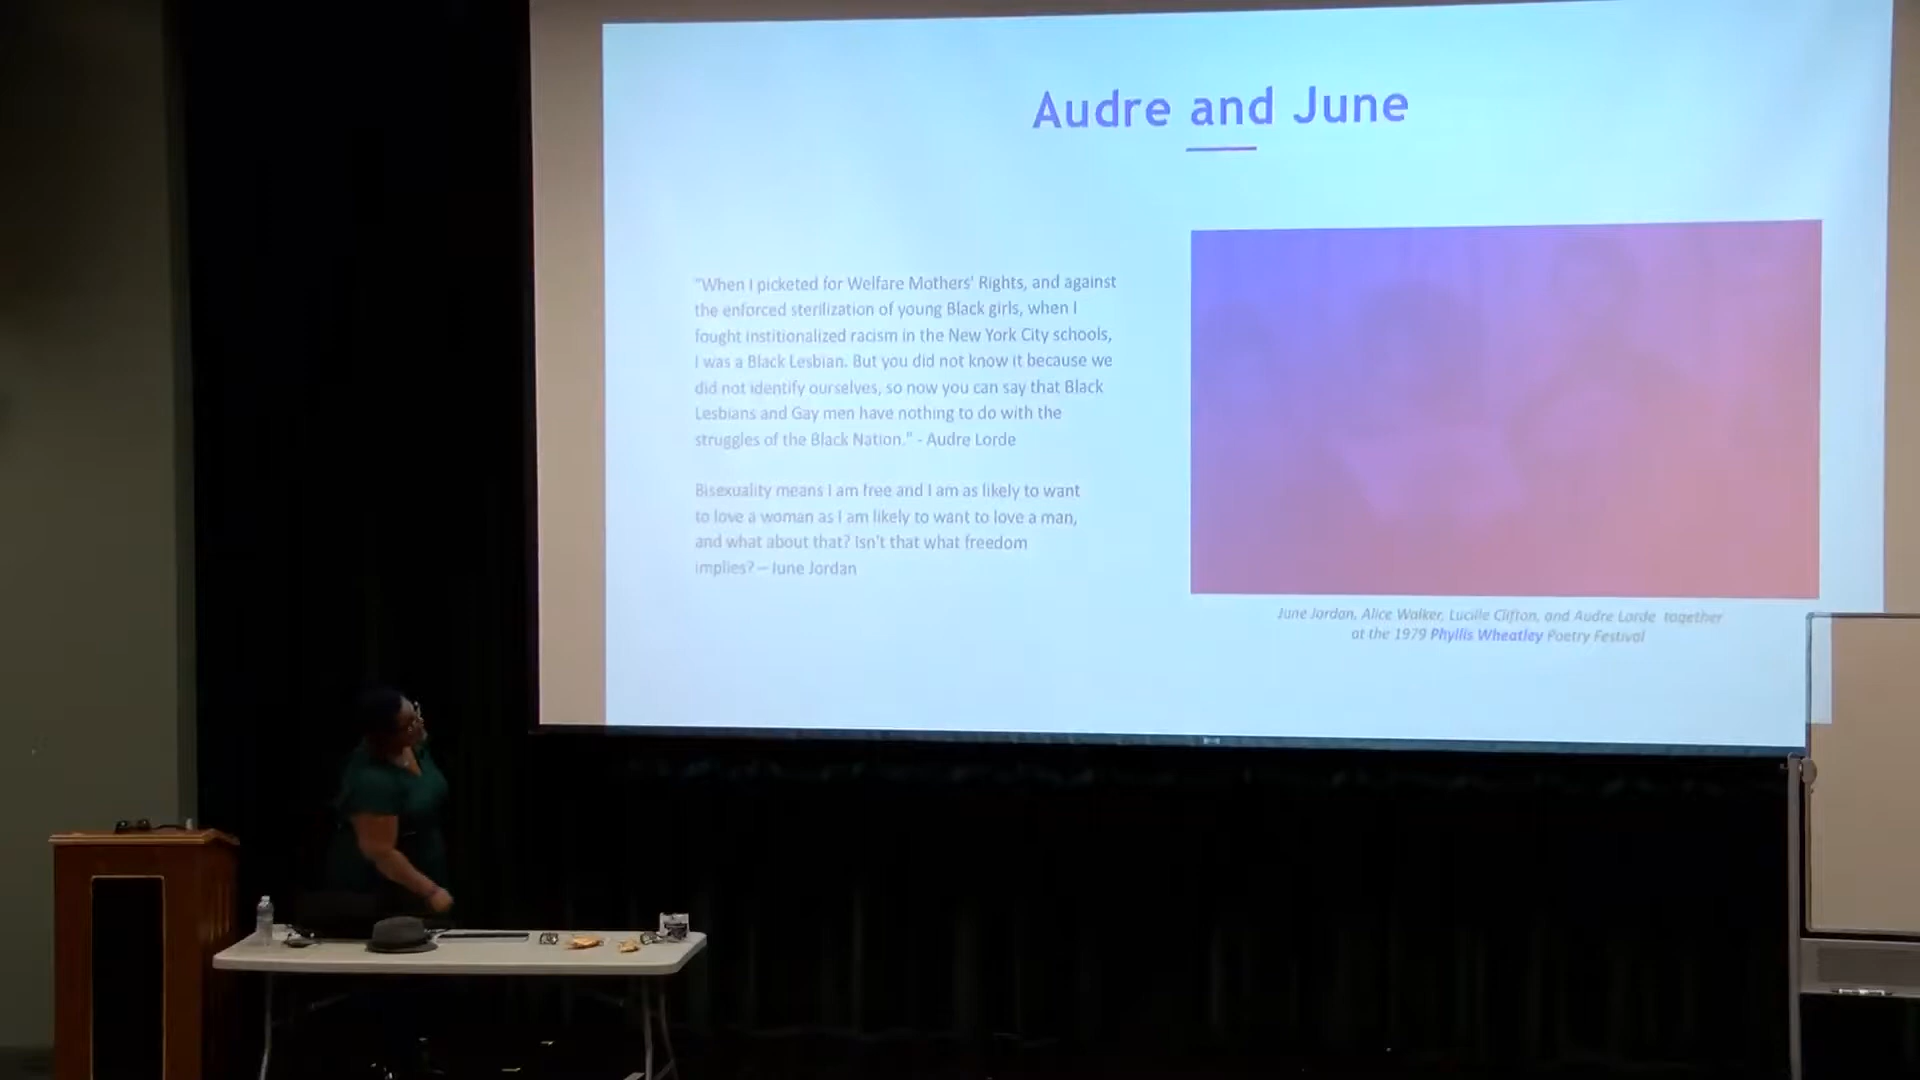 Audre and June
"When I picketed for Welfare Mothers' Rights, and against
the enforced sterilization of young Black girls, when I
fought institionalized racism in the New York City schools,
I was a Black Lesbian. But you did not know it because we
did not identify ourselves, so now you can say that Black
Lesbians and Gay men have nothing to do with the
struggles of the Black Nation." - Audre Lorde
Bisexuality means I am free and I am as likely to want
to love a woman as I am likely to want to love a man,
and what about that? Isn't that what freedom
implies? – June Jordan
June Jordan, Alice Walker, Lucille Clifton, and Audre Lorde together
at the 1979 Phyllis Wheatley Poetry Festival